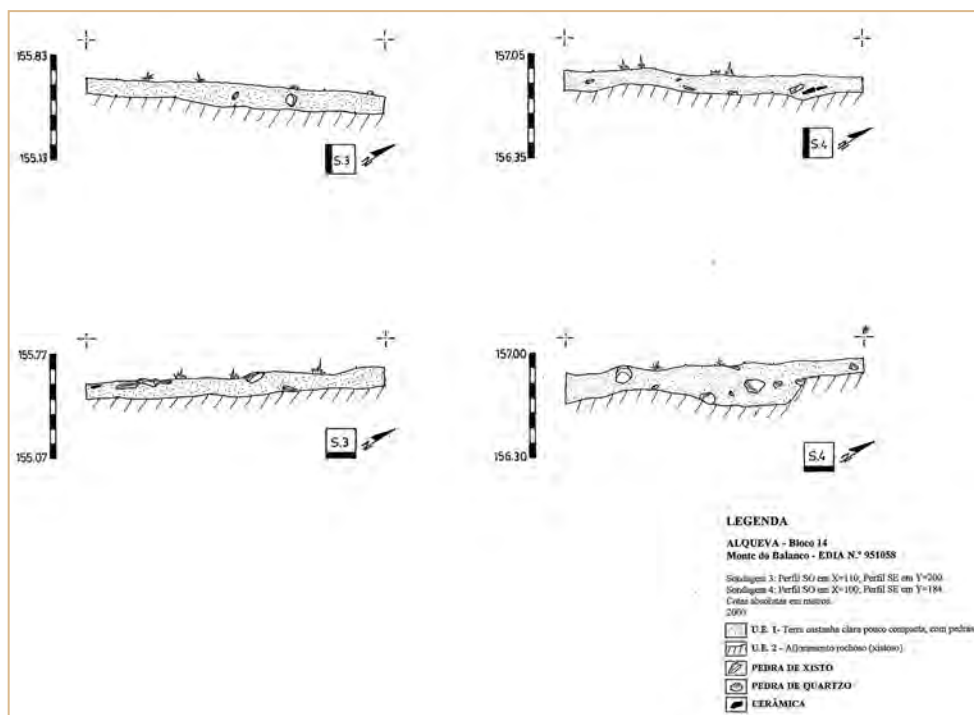 155.83
155.13
S.3
N
157.05
156.35
S.4
N
155.77
155.07
S.3
N
157.00
156.30
S.4
N
LEGENDA
ALQUEVA - Bloco 14
Monte do Balanco - EDIA N.º 951058
Sondagem 3: Perfil SO em X=110; Perfil SE em Y=200.
Sondagem 4: Perfil SO em X=100; Perfil SE em Y=184.
Cotas absolutas em metros.
2000
U.E. 1- Terra castanha clara pouco compacta, com pedras
U.E. 2 - Afloramento rochoso (xistoso)
PEDRA DE XISTO
PEDRA DE QUARTZO
CERÂMICA